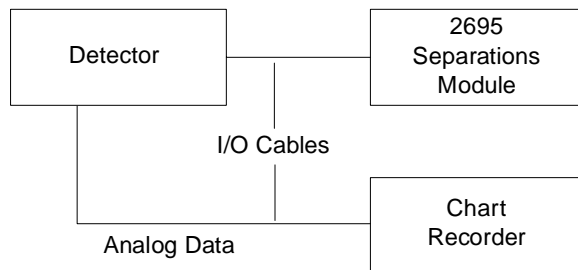 Detector
2695
Separations
Module
I/O Cables
Chart
Recorder
Analog Data